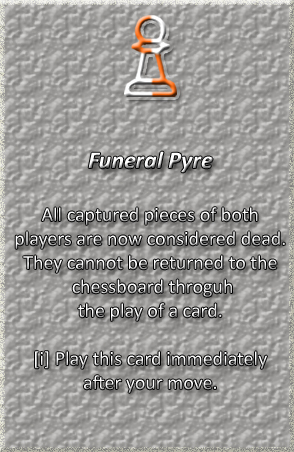 Funeral Pyre
All captured pieces of both
players are now considered dead.
They cannot be returned to the
chessboard throguh
the play of a card.
[i] Play this card immediately
after your move.